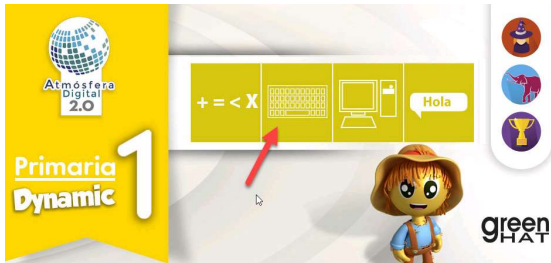 Atmósfera
Digital
2.0
Primaria
Dynamic
1
+ = < X
Hola
green
HAT